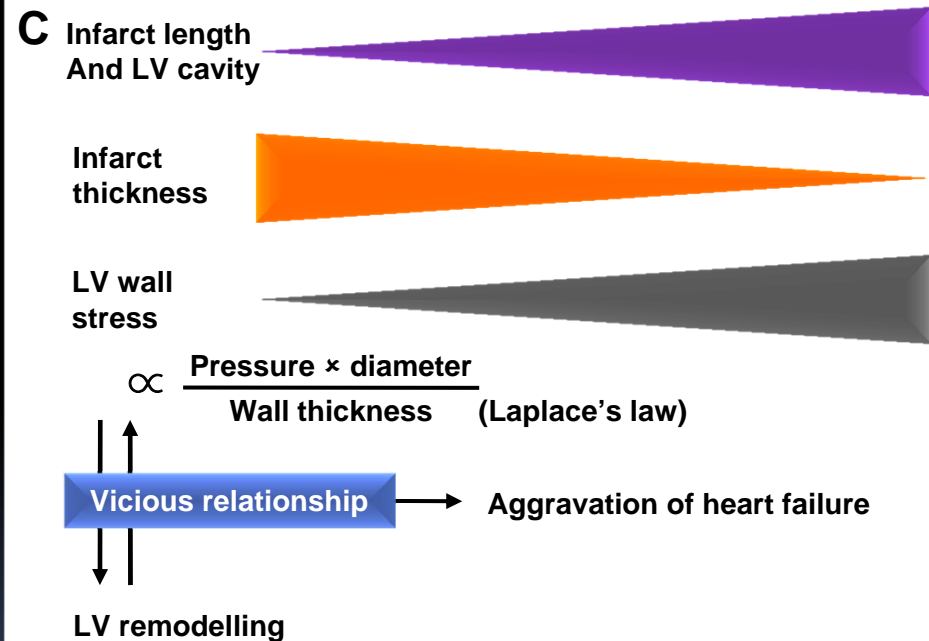 C
Infarct length
And LV cavity
Infarct
thickness
LV wall
stress
∝ Pressure × diameter
Wall thickness (Laplace's law)
Vicious relationship
Aggravation of heart failure
LV remodelling